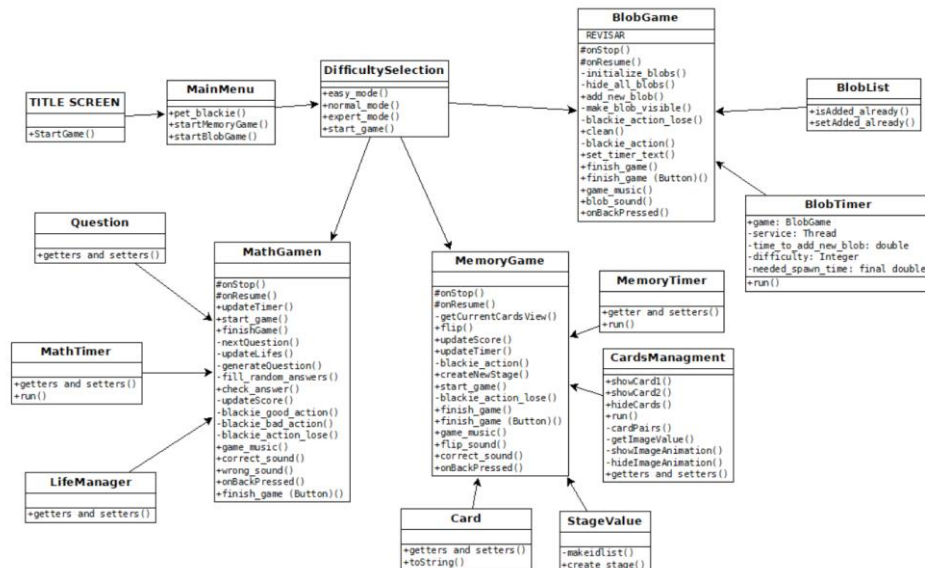 BlobGame
REVISAR
#onStop()
#onResume()
-initialize_blobs()
-hide_all_blobs()
+add_new_blob()
-make_blob_visible()
-blackie_action_lose()
+clean()
-blackie_action()
+set_timer_text()
+finish_game()
+finish_game (Button)()
+game_music()
+blob_sound()
+onBackPressed()
DifficultySelection
+easy_mode()
+normal_mode()
+expert_mode()
+start_game()
MainMenu
+pet_blackie()
+startMemoryGame()
+startBlobGame()
TITLE SCREEN
+StartGame()
BlobList
+isAdded_already()
+setAdded_already()
BlobTimer
+game: BlobGame
-service: Thread
-time_to_add_new_blob: double
-difficulty: Integer
-needed_spawn_time: final double
+run()
Question
+getters and setters()
MathGamen
#onStop()
#onResume()
+updateTimer()
+start_game()
+finishGame()
-nextQuestion()
-updateLifes()
-generateQuestion()
-fill_random_answers()
+check_answer()
-updateScore()
-blackie_good_action()
-blackie_bad_action()
-blackie_action_lose()
+game_music()
+correct_sound()
+wrong_sound()
+onBackPressed()
+finish_game (Button)()
MemoryGame
#onStop()
#onResume()
-getCurrentCardsView()
+flip()
+updateScore()
+updateTimer()
-blackie_action()
+createNewStage()
+start_game()
-blackie_action_lose()
+finish_game()
+finish_game (Button)()
+game_music()
+flip_sound()
+correct_sound()
+onBackPressed()
MemoryTimer
+getter and setters()
+run()
MathTimer
+getters and setters()
+run()
CardsManagment
+showCard1()
+showCard2()
+hideCards()
+run()
-cardPairs()
-getImageValue()
-showImageAnimation()
-hideImageAnimation()
+getters and setters()
LifeManager
+getters and setters()
Card
+getters and setters()
+toString()
StageValue
-makeidlist()
+create_stage()